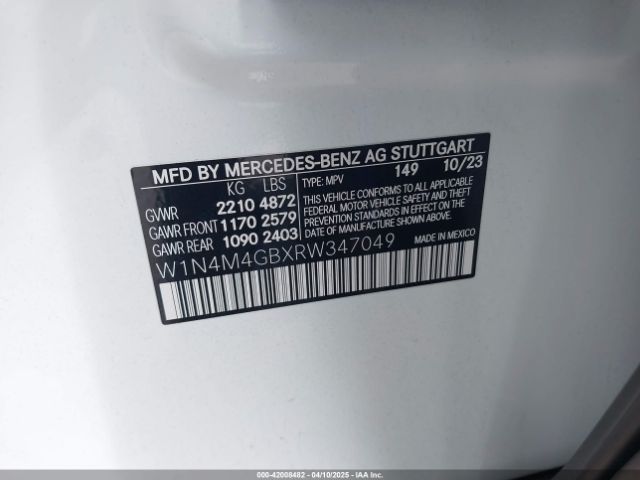 MFD BY MERCEDES-BENZ AG STUTTGART
KG LBS TYPE: MPV 149 10/23
GVWR 2210 4872
GAWR FRONT 1170 2579
GAWR REAR 1090 2403
THIS VEHICLE CONFORMS TO ALL APPLICABLE
FEDERAL MOTOR VEHICLE SAFETY AND THEFT
PREVENTION STANDARDS IN EFFECT ON THE
DATE OF MANUFACTURE SHOWN ABOVE.
W1N4M4GBXRW347049 MADE IN MEXICO
000-42008482 - 04/10/2025 - IAAI.COM